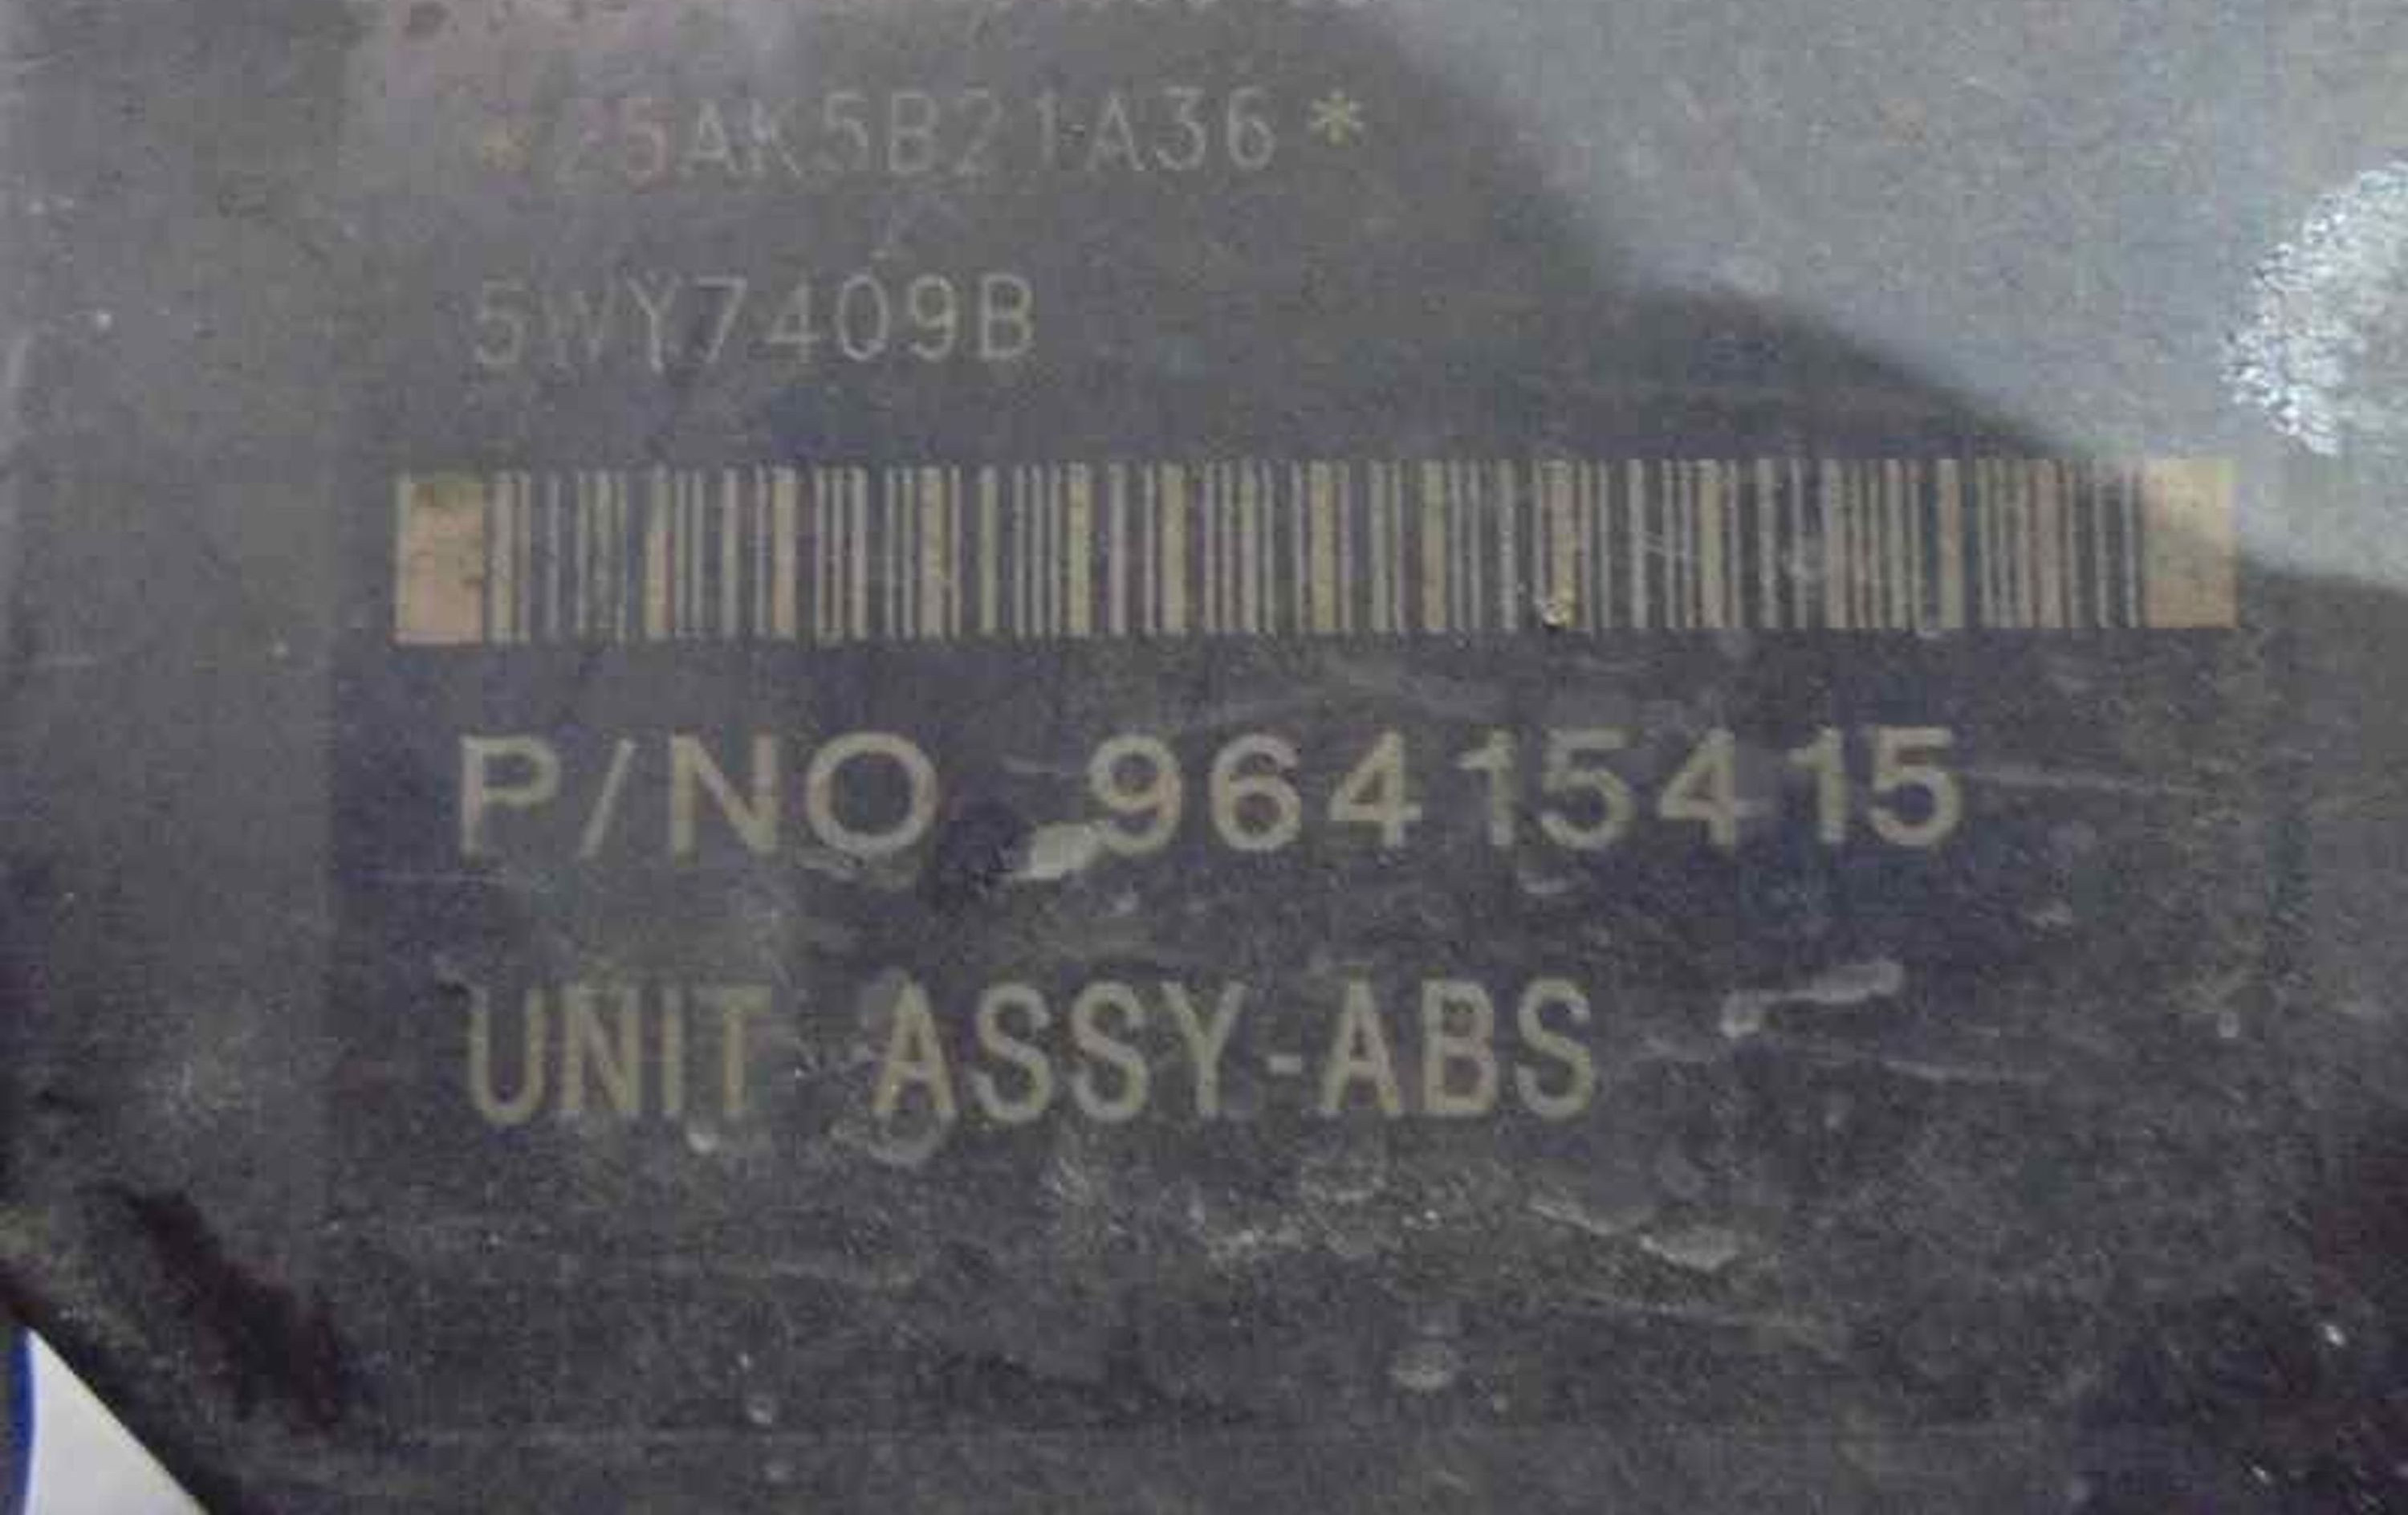 *25AK5B21A36*
5WY7409B
P/NO 96415415
UNIT ASSY-ABS